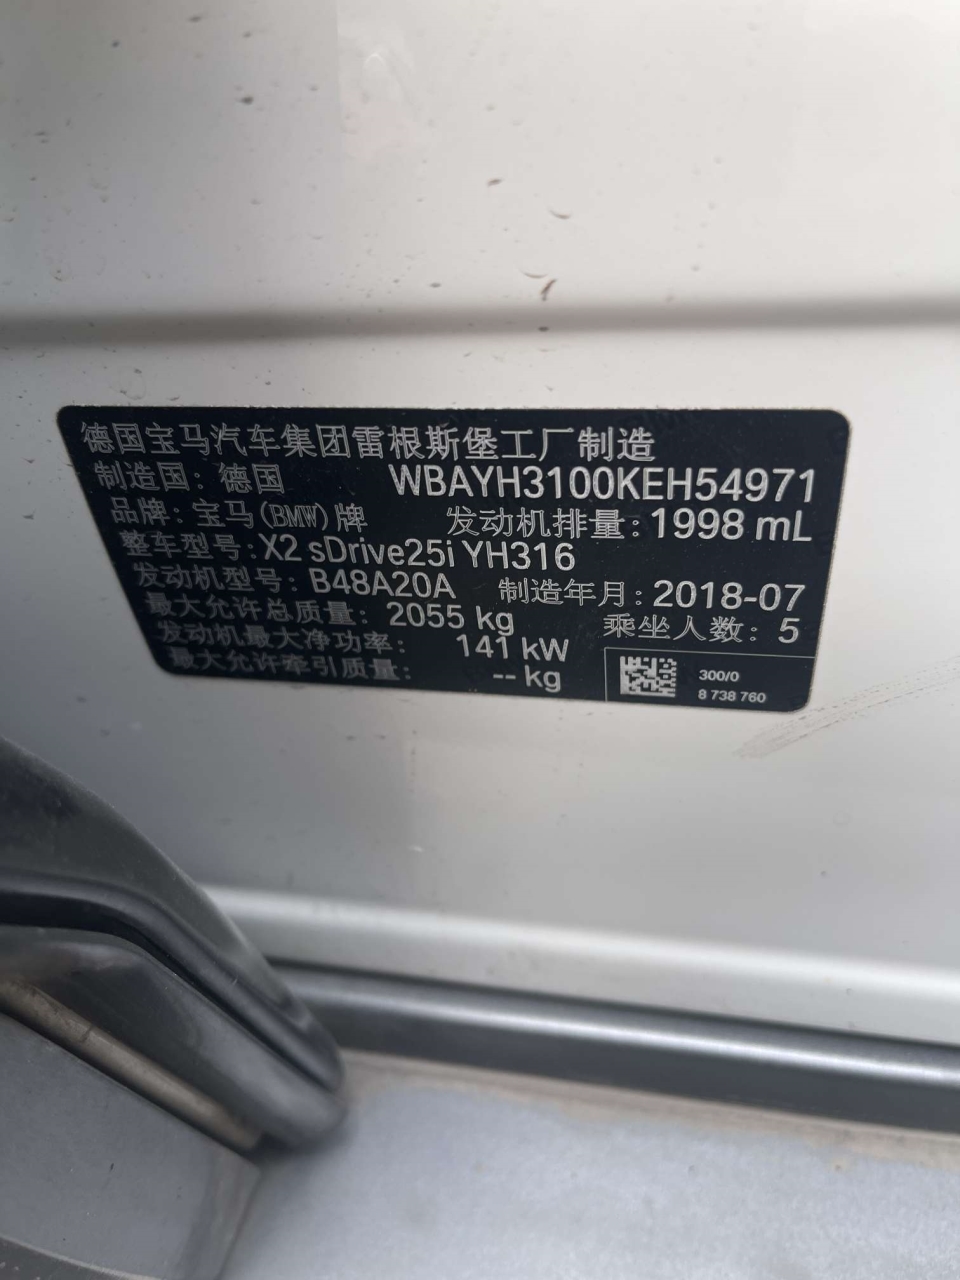 德国宝马汽车集团雷根斯堡工厂制造
制造国：德国 WBAYH3100KEH54971
品牌：宝马(BMW)牌 发动机排量：1998 mL
整车型号：X2 sDrive25i YH316
发动机型号：B48A20A 制造年月：2018-07
最大允许总质量：2055 kg 乘坐人数：5
发动机最大净功率：141 kW
最大允许牵引质量：-- kg
300/0
8 738 760